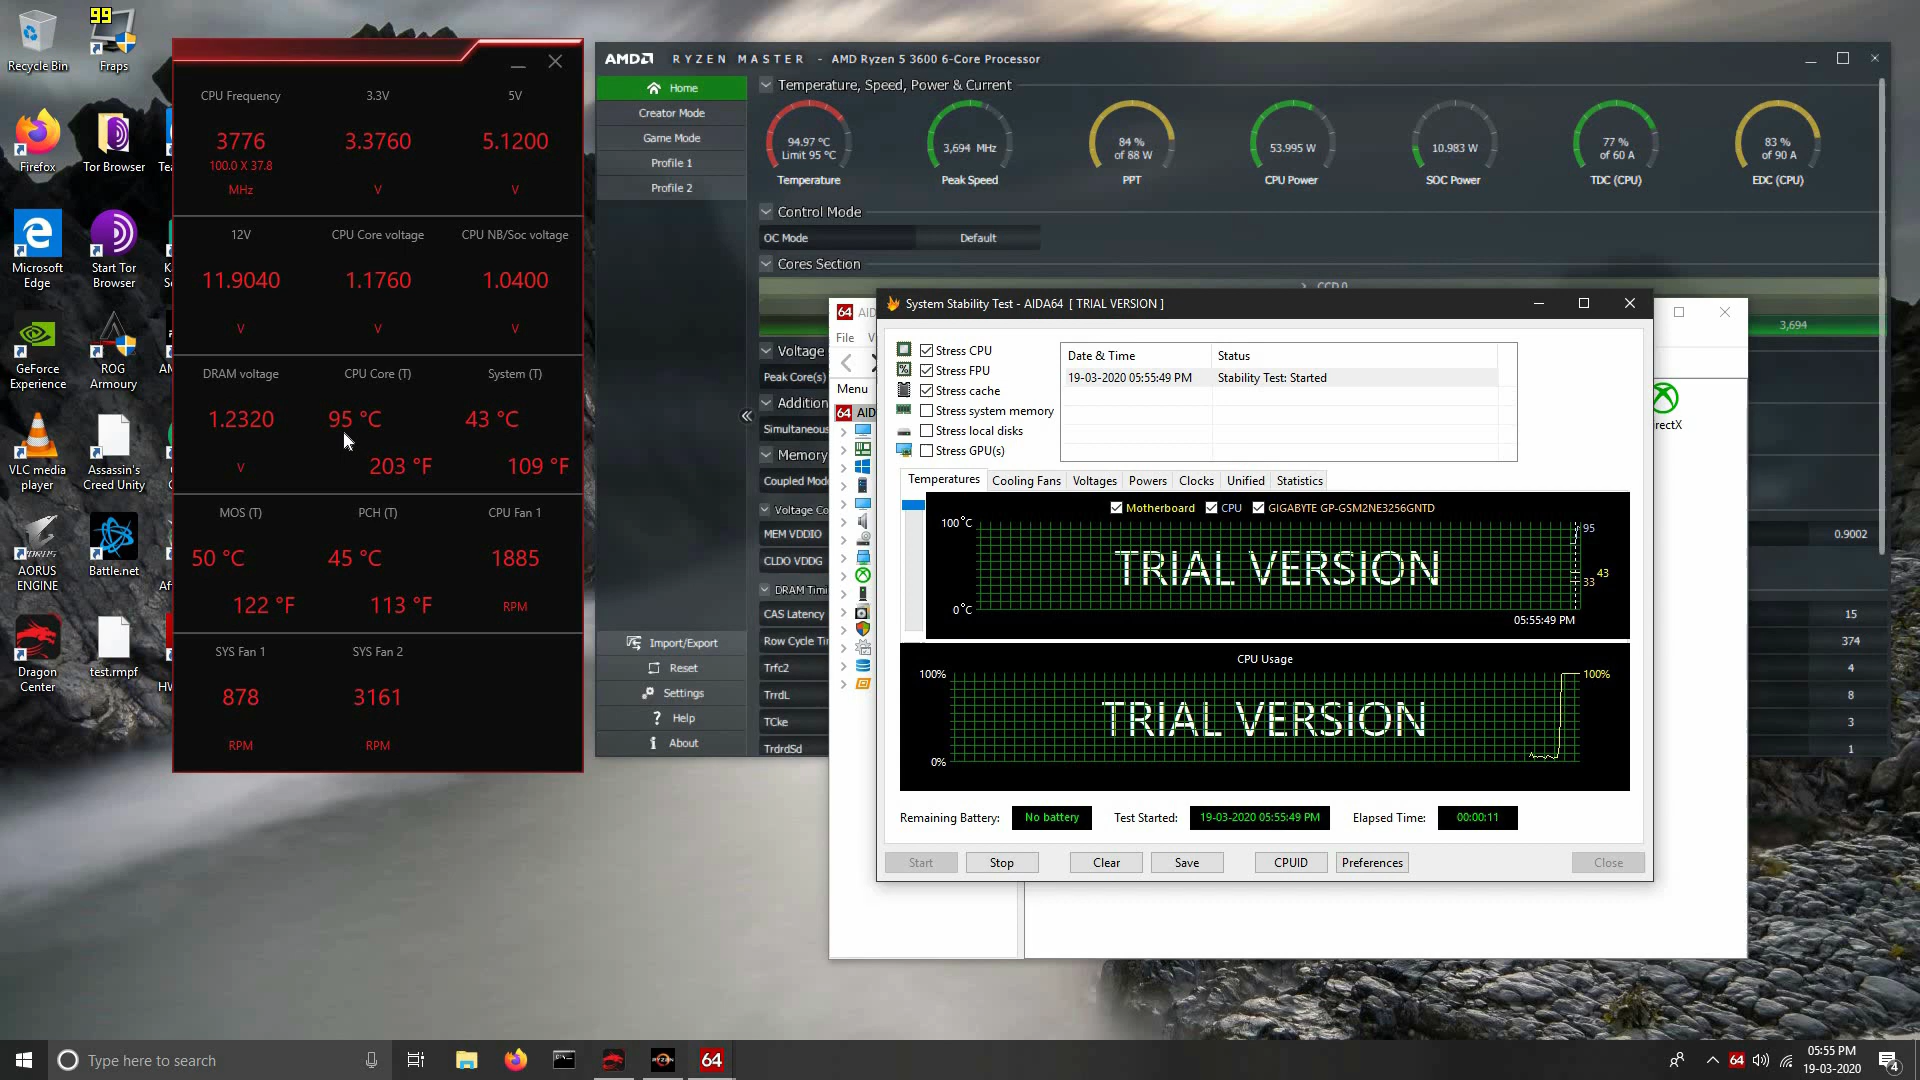 99
Recycle Bin
Fraps
Firefox
Tor Browser
Microsoft
Edge
Start Tor
Browser
GeForce
Experience
ROG
Armoury
VLC media
player
Assassin's
Creed Unity
AORUS
ENGINE
Battle.net
Dragon
Center
test.rmpf
CPU Frequency
3.3V
5V
3776
3.3760
5.1200
100.0 X 37.8
MHz
V
V
12V
CPU Core voltage
CPU NB/Soc voltage
11.9040
1.1760
1.0400
V
V
V
DRAM voltage
CPU Core (T)
System (T)
1.2320
95 °C
43 °C
V
203 °F
109 °F
MOS (T)
PCH (T)
CPU Fan 1
50 °C
45 °C
1885
122 °F
113 °F
RPM
SYS Fan 1
SYS Fan 2
878
3161
RPM
RPM
AMD RYZEN MASTER - AMD Ryzen 5 3600 6-Core Processor
Home
Creator Mode
Game Mode
Profile 1
Profile 2
Import/Export
Reset
Settings
Help
About
Temperature, Speed, Power & Current
94.97 °C
Limit 95 °C
Temperature
3,694 MHz
Peak Speed
84 %
of 88 W
PPT
53.995 W
CPU Power
10.983 W
SOC Power
77 %
of 60 A
TDC (CPU)
83 %
of 90 A
EDC (CPU)
Control Mode
OC Mode
Default
Cores Section
3,694
Voltage
Peak Core(s)
Addition
Simultaneous
Memory
Coupled Mode
Voltage Co
MEM VDDIO
CLDO VDDG
0.9002
DRAM Timi
CAS Latency
15
Row Cycle Ti
374
Trfc2
4
TrrdL
8
TCke
3
TrdrdSd
1
64 AID
File
Menu
64 AID
rectX
System Stability Test - AIDA64 [ TRIAL VERSION ]
Stress CPU
Stress FPU
Stress cache
Stress system memory
Stress local disks
Stress GPU(s)
Date & Time
Status
19-03-2020 05:55:49 PM
Stability Test: Started
Temperatures
Cooling Fans
Voltages
Powers
Clocks
Unified
Statistics
Motherboard
CPU
GIGABYTE GP-GSM2NE3256GNTD
100°C
95
TRIAL VERSION
43
33
0°C
05:55:49 PM
CPU Usage
100%
100%
TRIAL VERSION
0%
Remaining Battery:
No battery
Test Started:
19-03-2020 05:55:49 PM
Elapsed Time:
00:00:11
Start
Stop
Clear
Save
CPUID
Preferences
Close
Type here to search
RYZEN
64
64
05:55 PM
19-03-2020
4